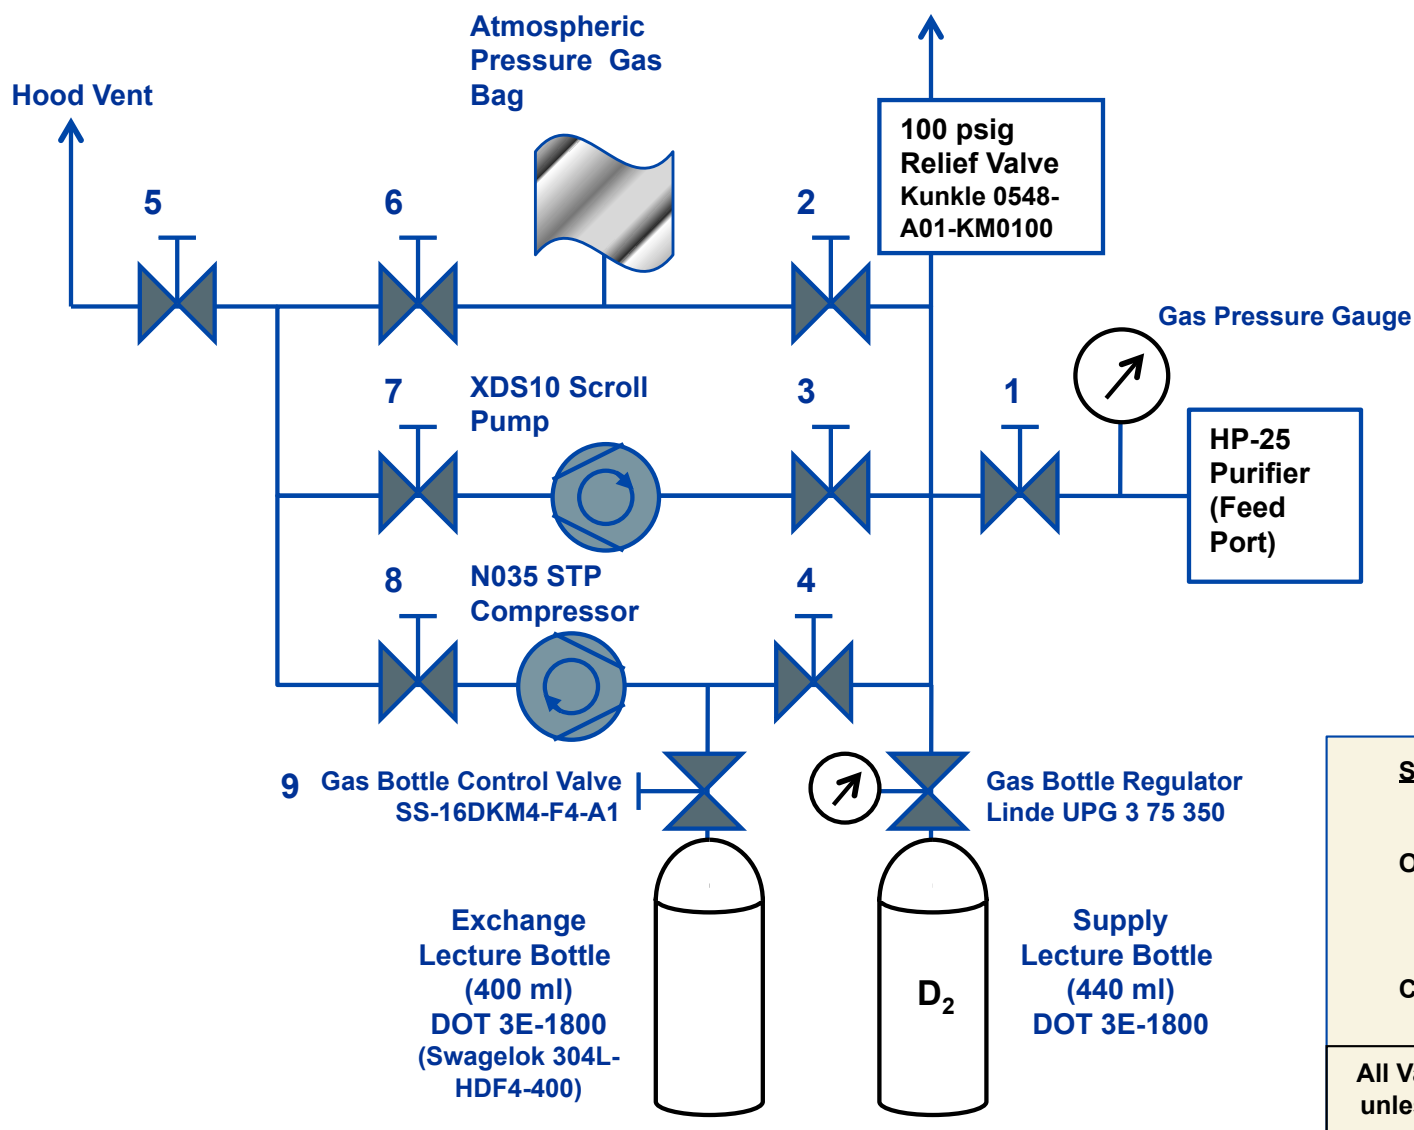 Atmospheric
Pressure Gas
Bag
Hood Vent
100 psig
Relief Valve
Kunkle 0548-
A01-KM0100
5
6
2
Gas Pressure Gauge
7
XDS10 Scroll
Pump
3
1
HP-25
Purifier
(Feed
Port)
8
N035 STP
Compressor
4
9
Gas Bottle Control Valve
SS-16DKM4-F4-A1
Gas Bottle Regulator
Linde UPG 3 75 350
Exchange
Lecture Bottle
(400 ml)
DOT 3E-1800
(Swagelok 304L-
HDF4-400)
D2
Supply
Lecture Bottle
(440 ml)
DOT 3E-1800
S
O
C
All Va
unle